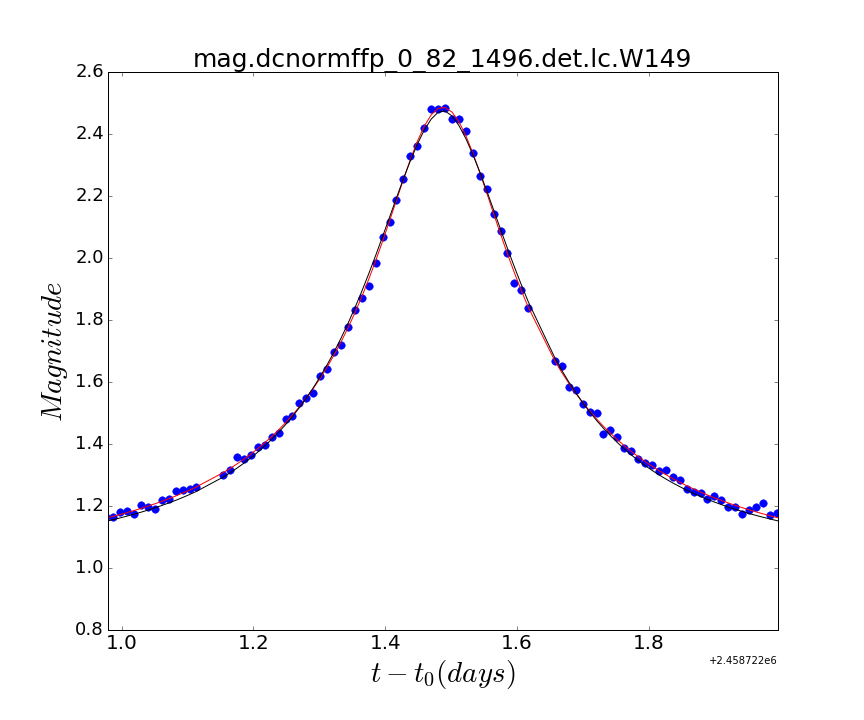 mag.dcnormffp_0_82_1496.det.lc.W149
2.6
2.4
2.2
2.0
1.8
1.6
1.4
1.2
1.0
0.8
Magnitude
1.0 1.2 1.4 1.6 1.8
+2.458722e6
t − t₀(days)